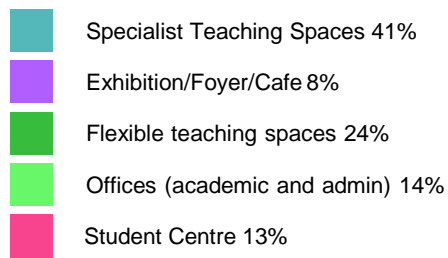 Specialist Teaching Spaces 41%
Exhibition/Foyer/Cafe 8%
Flexible teaching spaces 24%
Offices (academic and admin) 14%
Student Centre 13%